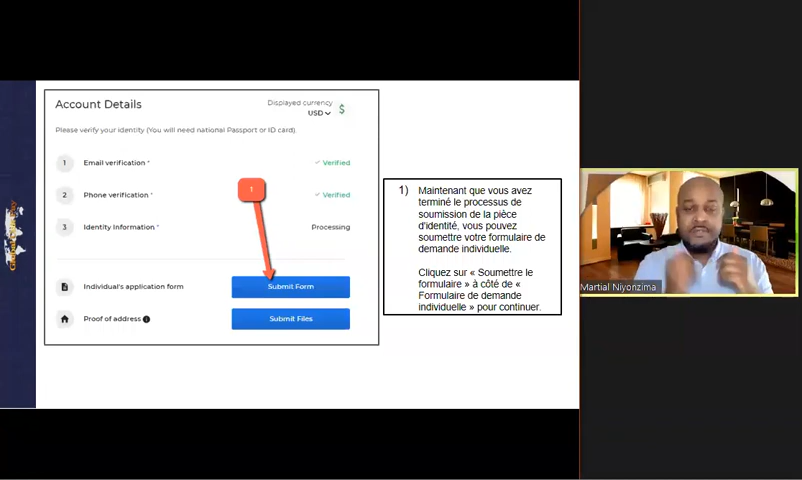 Account Details
Displayed currency
USD
$
Please verify your identity (You will need national Passport or ID card).
1 Email verification * Verified
2 Phone verification * Verified
3 Identity Information * Processing
1
Individual's application form Submit Form
Proof of address Submit Files
1) Maintenant que vous avez
terminé le processus de
soumission de la pièce
d'identité, vous pouvez
soumettre votre formulaire de
demande individuelle.
Cliquez sur « Soumettre le
formulaire » à côté de «
Formulaire de demande
individuelle » pour continuer.
Martial Niyonzima